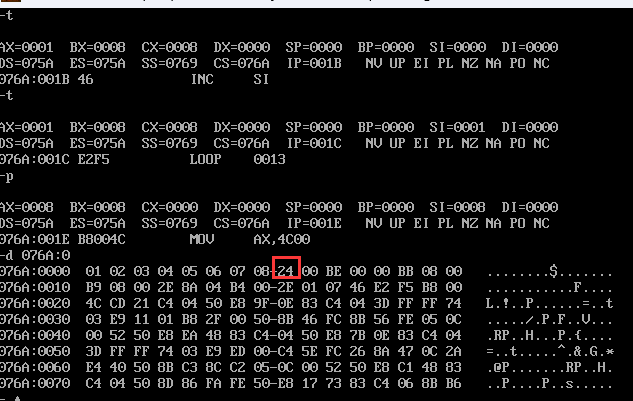 -t
AX=0001 BX=0008 CX=0008 DX=0000 SP=0000 BP=0000 SI=0000 DI=0000
DS=075A ES=075A SS=0769 CS=076A IP=001B NV UP EI PL NZ NA PO NC
076A:001B 46 INC SI
-t
AX=0001 BX=0008 CX=0008 DX=0000 SP=0000 BP=0000 SI=0001 DI=0000
DS=075A ES=075A SS=0769 CS=076A IP=001C NV UP EI PL NZ NA PO NC
076A:001C E2F5 LOOP 0013
-p
AX=0008 BX=0008 CX=0000 DX=0000 SP=0000 BP=0000 SI=0008 DI=0000
DS=075A ES=075A SS=0769 CS=076A IP=001E NV UP EI PL NZ NA PO NC
076A:001E B8004C MOV AX,4C00
-d 076A:0
076A:0000 01 02 03 04 05 06 07 08-24 00 BE 00 00 BB 08 00 ........$.......
076A:0010 B9 08 00 2E 8A 04 B4 00-2E 01 07 46 E2 F5 B8 00 ...........F....
076A:0020 4C CD 21 C4 04 50 E8 9F-0E 83 C4 04 3D FF FF 74 L.!..P......=..t
076A:0030 03 E9 11 01 B8 2F 00 50-8B 46 FC 8B 56 FE 05 0C ...../.P.F..V...
076A:0040 00 52 50 E8 EA 48 83 C4-04 50 E8 7B 0E 83 C4 04 .RP..H...P.{....
076A:0050 3D FF FF 74 03 E9 ED 00-C4 5E FC 26 8A 47 0C 2A =..t.....^.&.G.*
076A:0060 E4 40 50 8B C3 8C C2 05-0C 00 52 50 E8 C1 48 83 .@P.......RP..H.
076A:0070 C4 04 50 8D 86 FA FE 50-E8 17 73 83 C4 06 8B B6 ..P....P..s.....